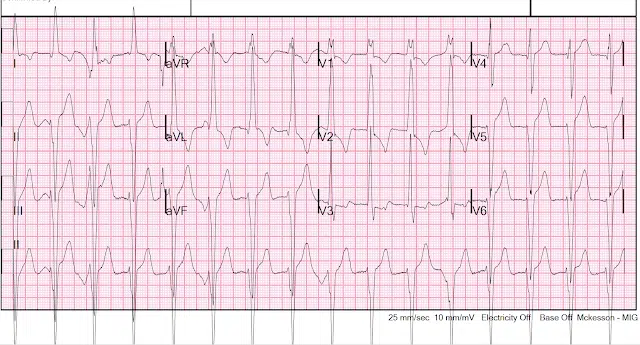 I aVR V1 V4
II aVL V2 V5
III aVF V3 V6
II
25 mm/sec 10 mm/mV Electricity Off Base Off Mckesson - MIG